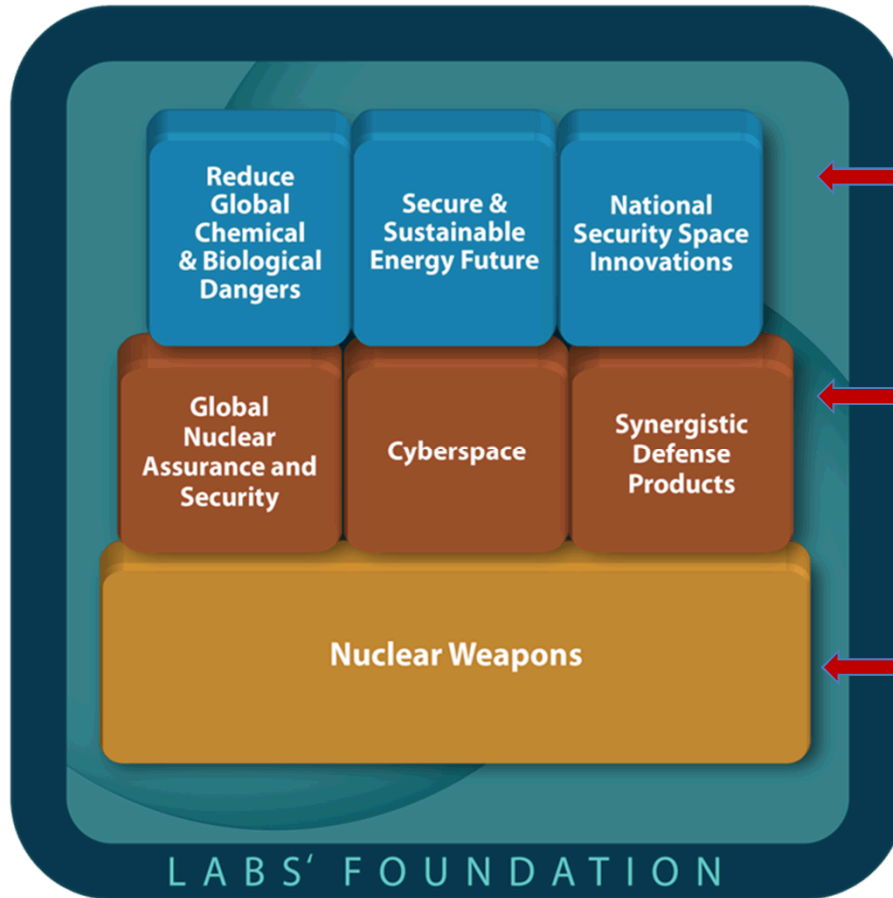 Reduce
Global
Chemical
& Biological
Dangers
Secure &
Sustainable
Energy Future
National
Security Space
Innovations
Global
Nuclear
Assurance and
Security
Cyberspace
Synergistic
Defense
Products
Nuclear Weapons
LABS‘ FOUNDATION